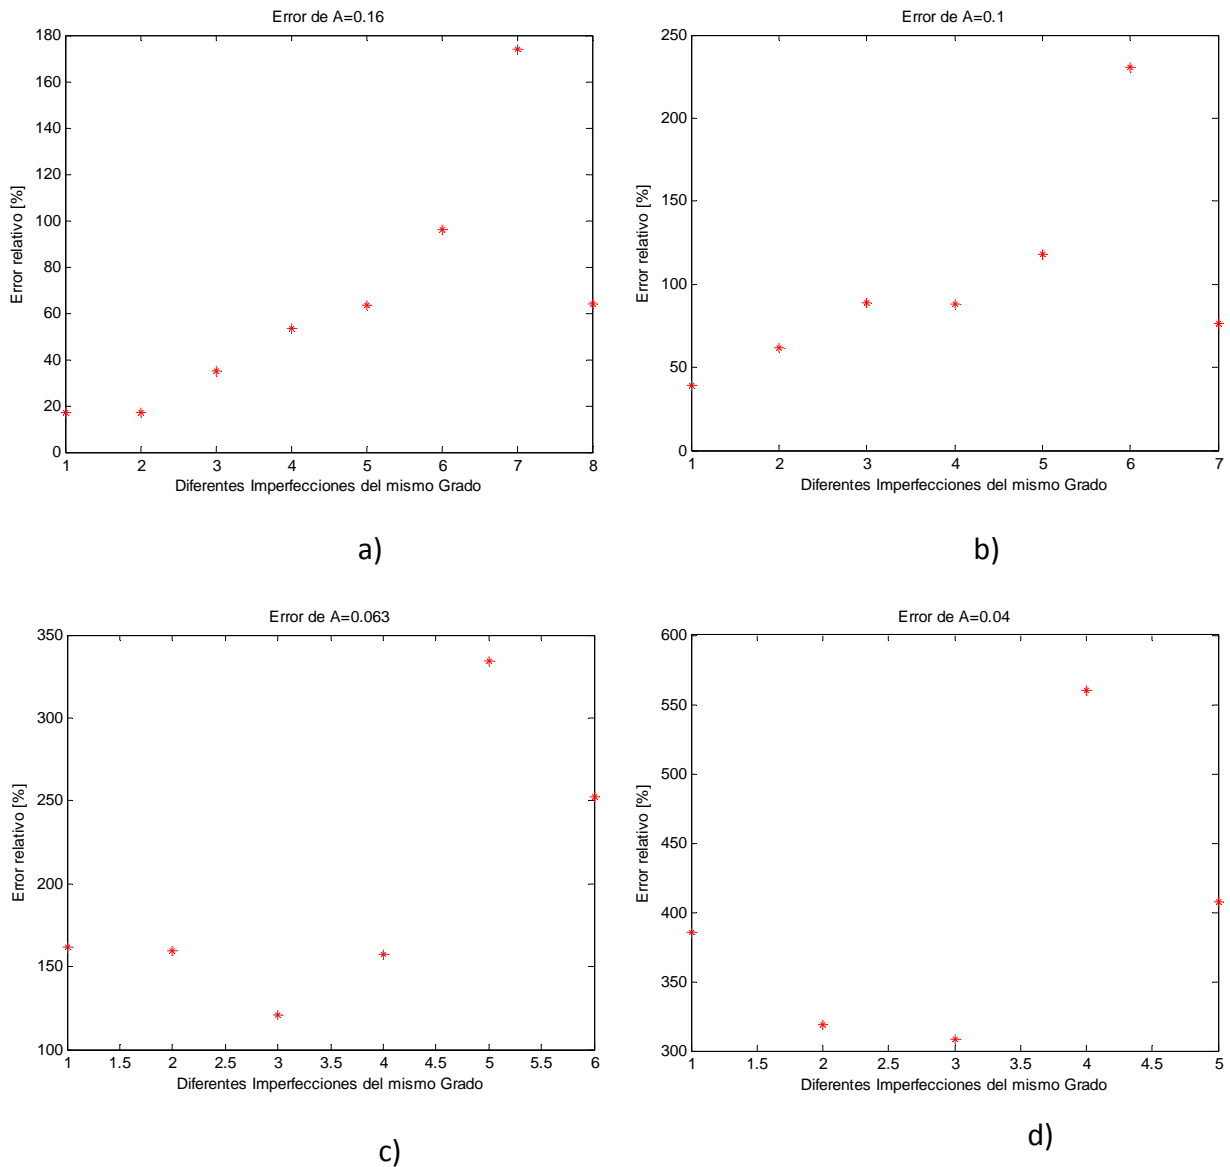 Error de A=0.16
180
160
140
120
100
80
60
40
20
0
Error relativo [%]
1 2 3 4 5 6 7 8
Diferentes Imperfecciones del mismo Grado
a)
Error de A=0.1
250
200
150
100
50
0
Error relativo [%]
1 2 3 4 5 6 7
Diferentes Imperfecciones del mismo Grado
b)
Error de A=0.063
350
300
250
200
150
100
Error relativo [%]
1 1.5 2 2.5 3 3.5 4 4.5 5 5.5 6
Diferentes Imperfecciones del mismo Grado
c)
Error de A=0.04
600
550
500
450
400
350
300
Error relativo [%]
1 1.5 2 2.5 3 3.5 4 4.5 5
Diferentes Imperfecciones del mismo Grado
d)